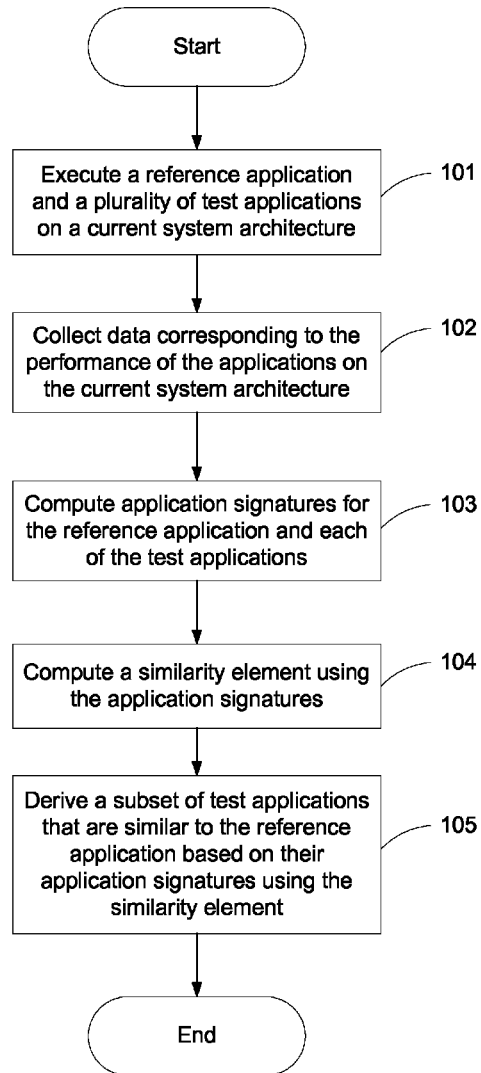 Start
Execute a reference application
and a plurality of test applications
on a current system architecture
101
Collect data corresponding to the
performance of the applications on
the current system architecture
102
Compute application signatures for
the reference application and each
of the test applications
103
Compute a similarity element using
the application signatures
104
Derive a subset of test applications
that are similar to the reference
application based on their
application signatures using the
similarity element
105
End